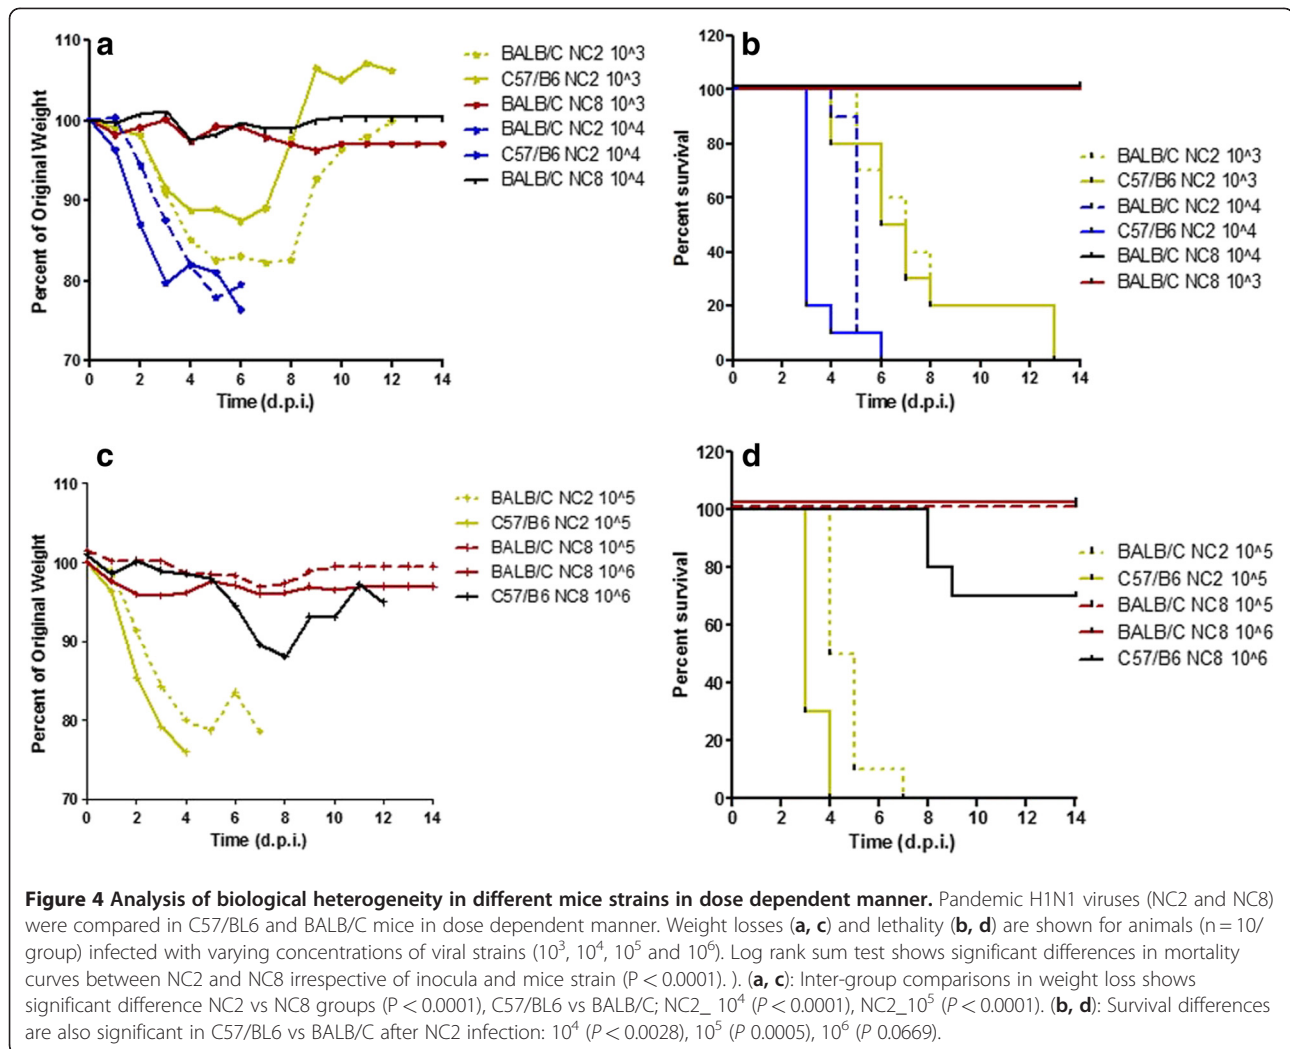 a
110
100
90
80
70
Percent of Original Weight
0 2 4 6 8 10 12 14
Time (d.p.i.)
BALB/C NC2 10^3
C57/B6 NC2 10^3
BALB/C NC8 10^3
BALB/C NC2 10^4
C57/B6 NC2 10^4
BALB/C NC8 10^4
b
120
100
80
60
40
20
0
Percent survival
0 2 4 6 8 10 12 14
Time (d.p.i.)
BALB/C NC2 10^3
C57/B6 NC2 10^3
BALB/C NC2 10^4
C57/B6 NC2 10^4
BALB/C NC8 10^4
BALB/C NC8 10^3
c
110
100
90
80
70
Percent of Original Weight
0 2 4 6 8 10 12 14
Time (d.p.i.)
BALB/C NC2 10^5
C57/B6 NC2 10^5
BALB/C NC8 10^5
BALB/C NC8 10^6
C57/B6 NC8 10^6
d
120
100
80
60
40
20
0
Percent survival
0 2 4 6 8 10 12 14
Time (d.p.i.)
BALB/C NC2 10^5
C57/B6 NC2 10^5
BALB/C NC8 10^5
BALB/C NC8 10^6
C57/B6 NC8 10^6
Figure 4 Analysis of biological heterogeneity in different mice strains in dose dependent manner. Pandemic H1N1 viruses (NC2 and NC8)
were compared in C57/BL6 and BALB/C mice in dose dependent manner. Weight losses (a, c) and lethality (b, d) are shown for animals (n = 10/
group) infected with varying concentrations of viral strains (10³, 10⁴, 10⁵ and 10⁶). Log rank sum test shows significant differences in mortality
curves between NC2 and NC8 irrespective of inocula and mice strain (P < 0.0001). ). (a, c): Inter-group comparisons in weight loss shows
significant difference NC2 vs NC8 groups (P < 0.0001), C57/BL6 vs BALB/C; NC2_ 10⁴ (P < 0.0001), NC2_10⁵ (P < 0.0001). (b, d): Survival differences
are also significant in C57/BL6 vs BALB/C after NC2 infection: 10⁴ (P < 0.0028), 10⁵ (P 0.0005), 10⁶ (P 0.0669).